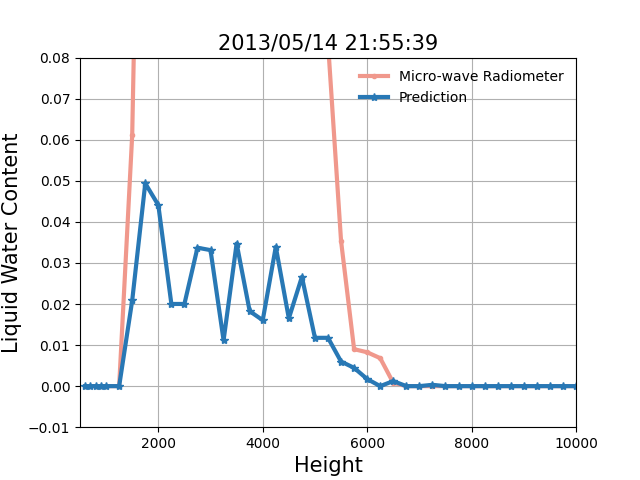 2013/05/14 21:55:39
Micro-wave Radiometer
Prediction
Liquid Water Content
0.08
0.07
0.06
0.05
0.04
0.03
0.02
0.01
0.00
−0.01
2000 4000 6000 8000 10000
Height